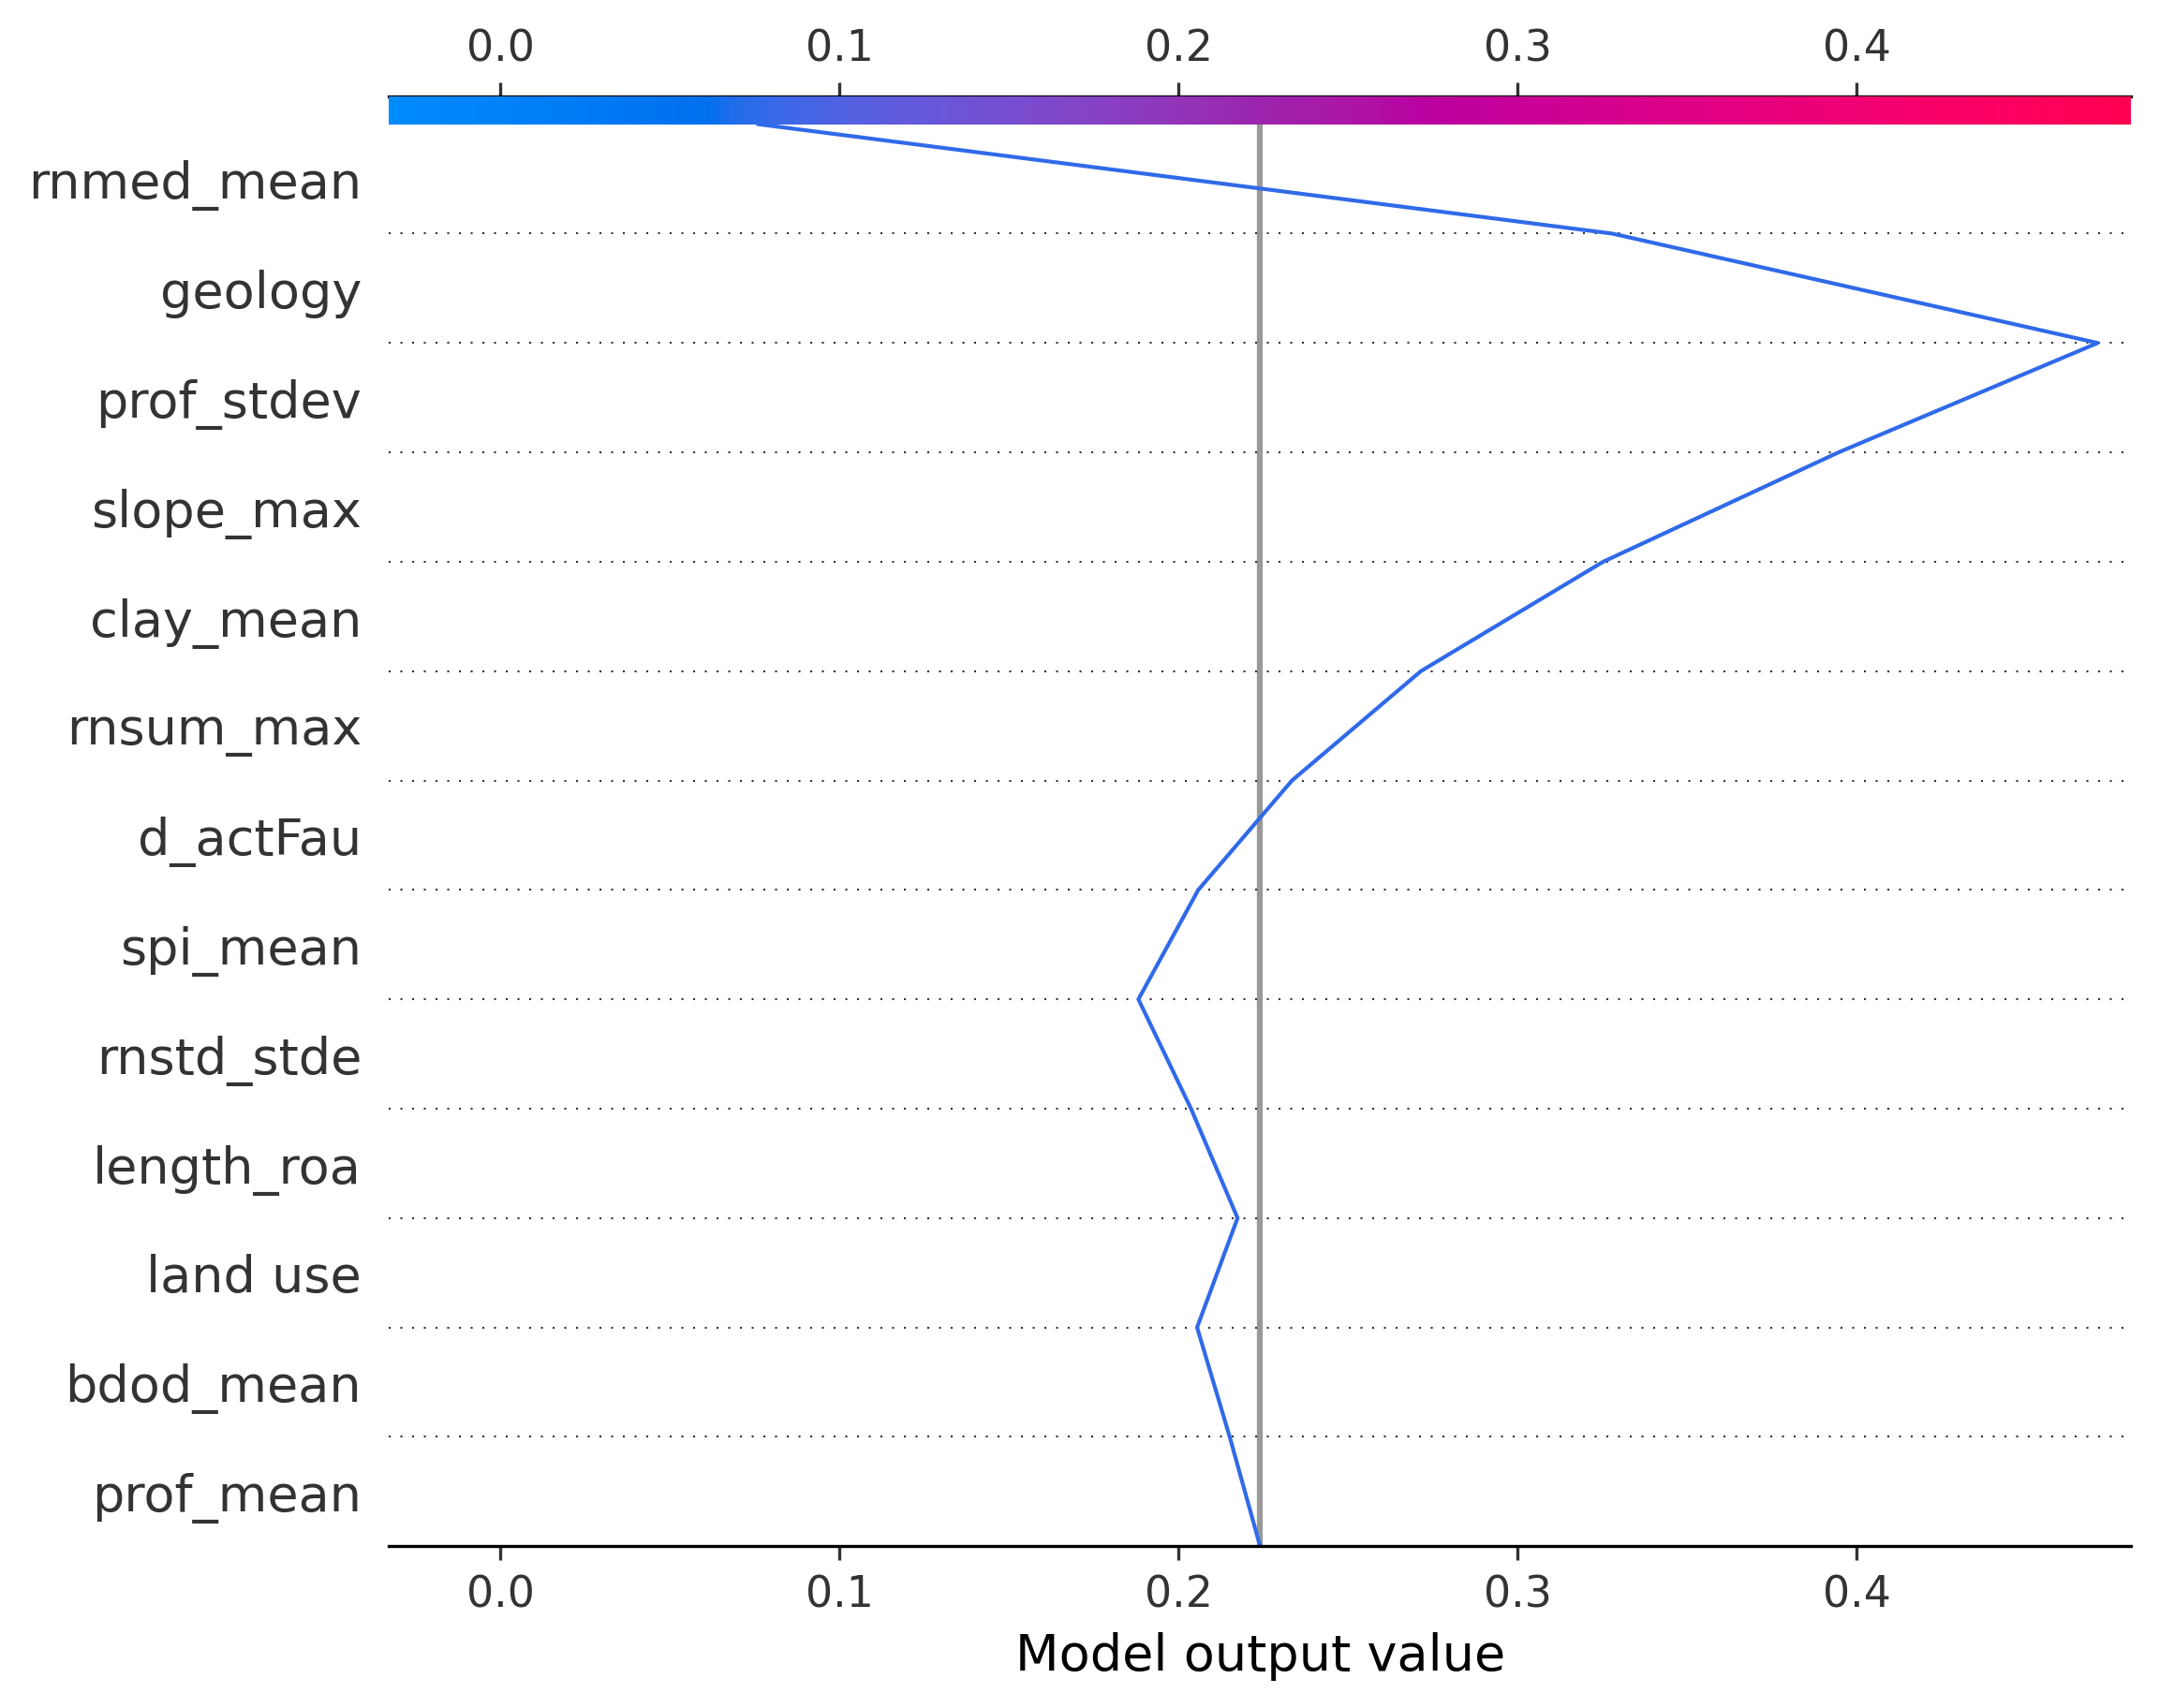 0.0 0.1 0.2 0.3 0.4
rnmed_mean
geology
prof_stdev
slope_max
clay_mean
rnsum_max
d_actFau
spi_mean
rnstd_stde
length_roa
land use
bdod_mean
prof_mean
0.0 0.1 0.2 0.3 0.4
Model output value